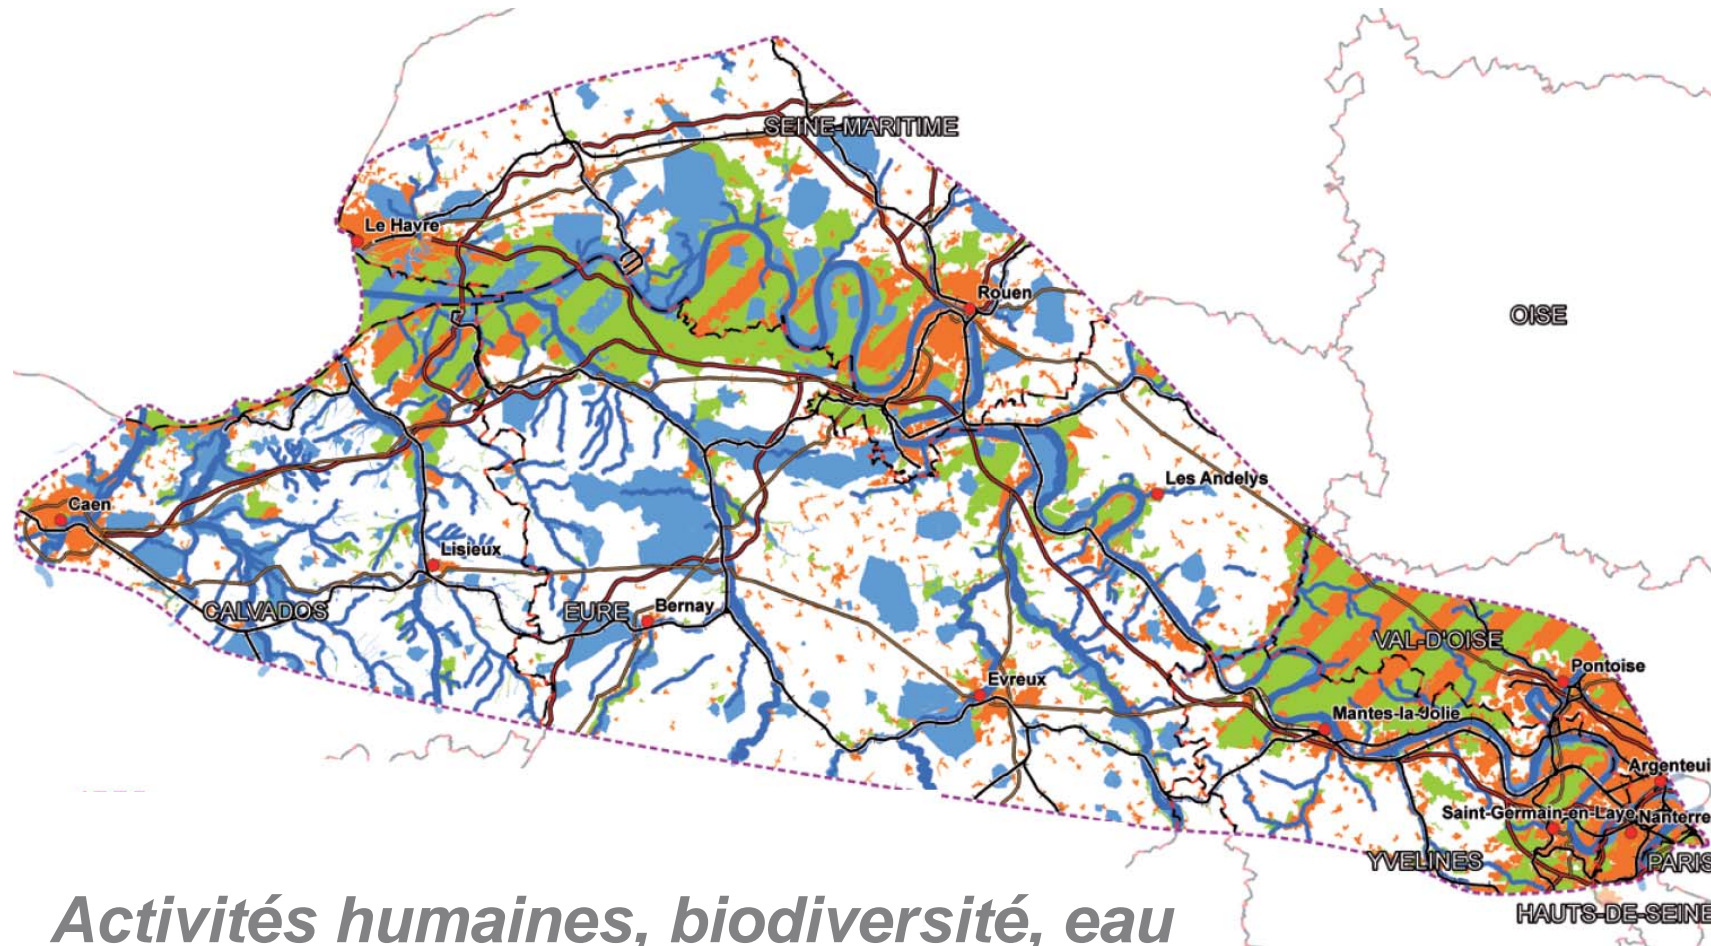 SEINE-MARITIME
Le Havre
Rouen
OISE
Les Andelys
Caen
Lisieux
CALVADOS
EURE
Bernay
VAL-D'OISE
Pontoise
Evreux
Mantes-la-Jolie
Argenteui
Saint-Germain-en-Laye
Nanterre
YVELINES
PARIS
HAUTS-DE-SEINE
Activités humaines, biodiversité, eau